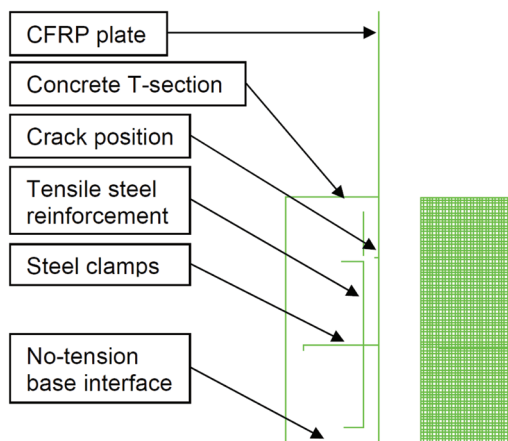 CFRP plate
Concrete T-section
Crack position
Tensile steel
reinforcement
Steel clamps
No-tension
base interface